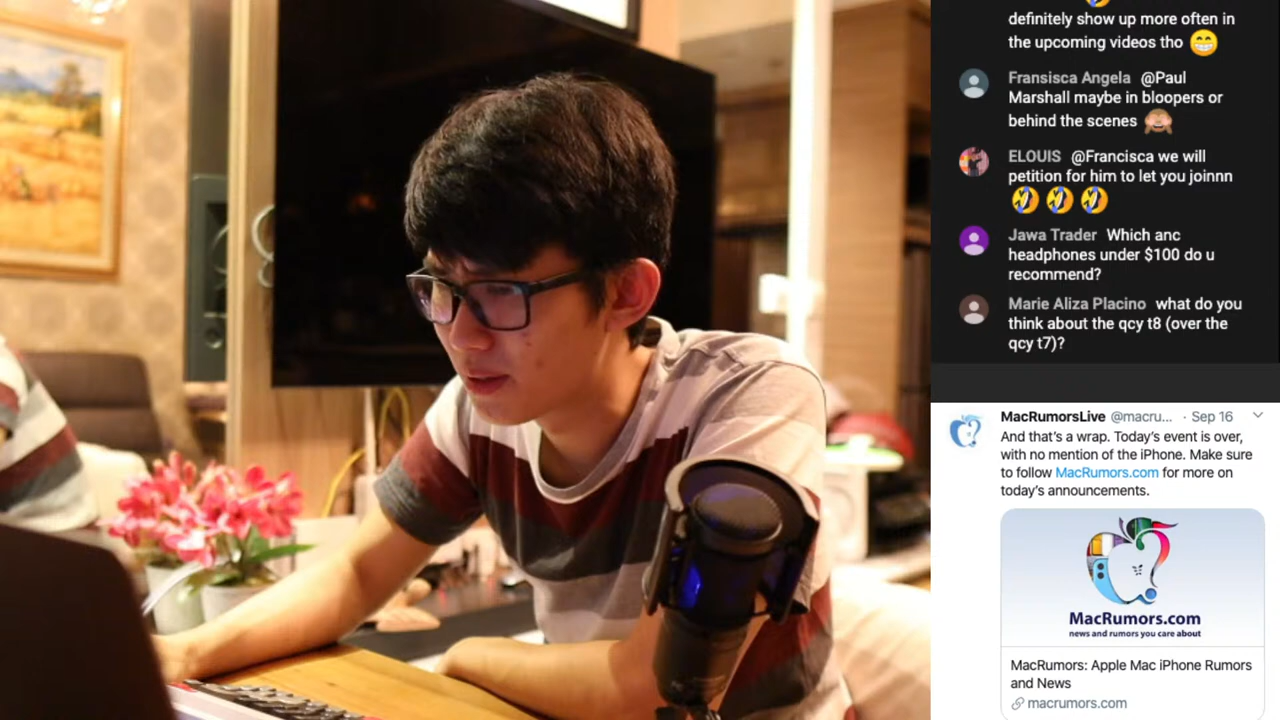 definitely show up more often in
the upcoming videos tho 😁
Fransisca Angela @Paul
Marshall maybe in bloopers or
behind the scenes 🙈
ELOUIS @Francisca we will
petition for him to let you joinnn
🤣🤣🤣
Jawa Trader Which anc
headphones under $100 do u
recommend?
Marie Aliza Placino what do you
think about the qcy t8 (over the
qcy t7)?
MacRumorsLive @macru... · Sep 16
And that's a wrap. Today's event is over,
with no mention of the iPhone. Make sure
to follow MacRumors.com for more on
today's announcements.
MacRumors.com
news and rumors you care about
MacRumors: Apple Mac iPhone Rumors
and News
macrumors.com